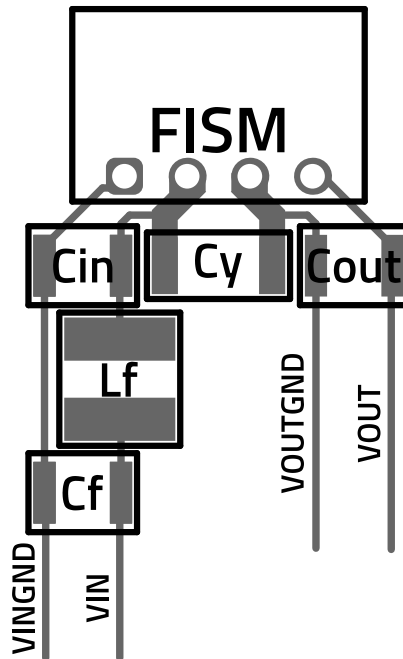 FISM
Cin
Cy
Cout
Lf
Cf
VOUTGND
VOUT
VINGND
VIN